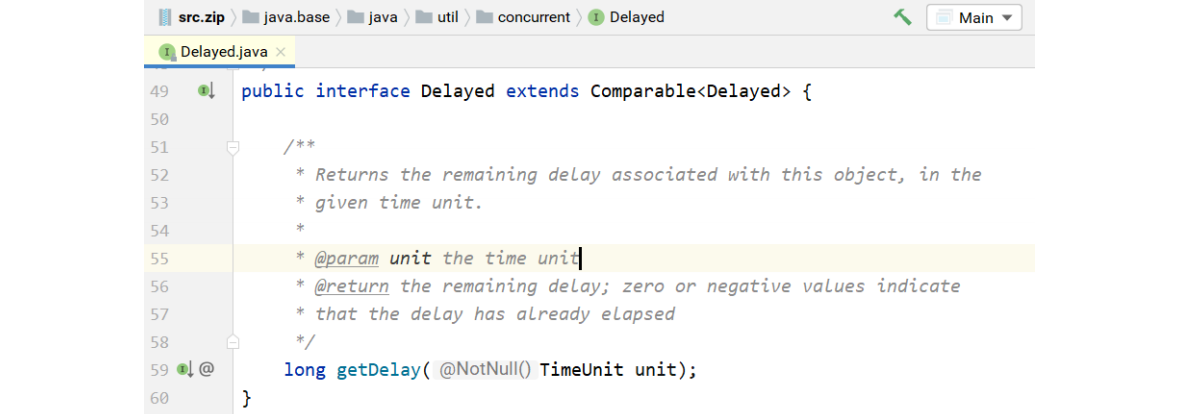 src.zip java.base java util concurrent I Delayed Main
I Delayed.java ×
49 I public interface Delayed extends Comparable<Delayed> {
50
51 /**
52 * Returns the remaining delay associated with this object, in the
53 * given time unit.
54 *
55 * @param unit the time unit
56 * @return the remaining delay; zero or negative values indicate
57 * that the delay has already elapsed
58 */
59 I @ long getDelay( @NotNull() TimeUnit unit);
60 }